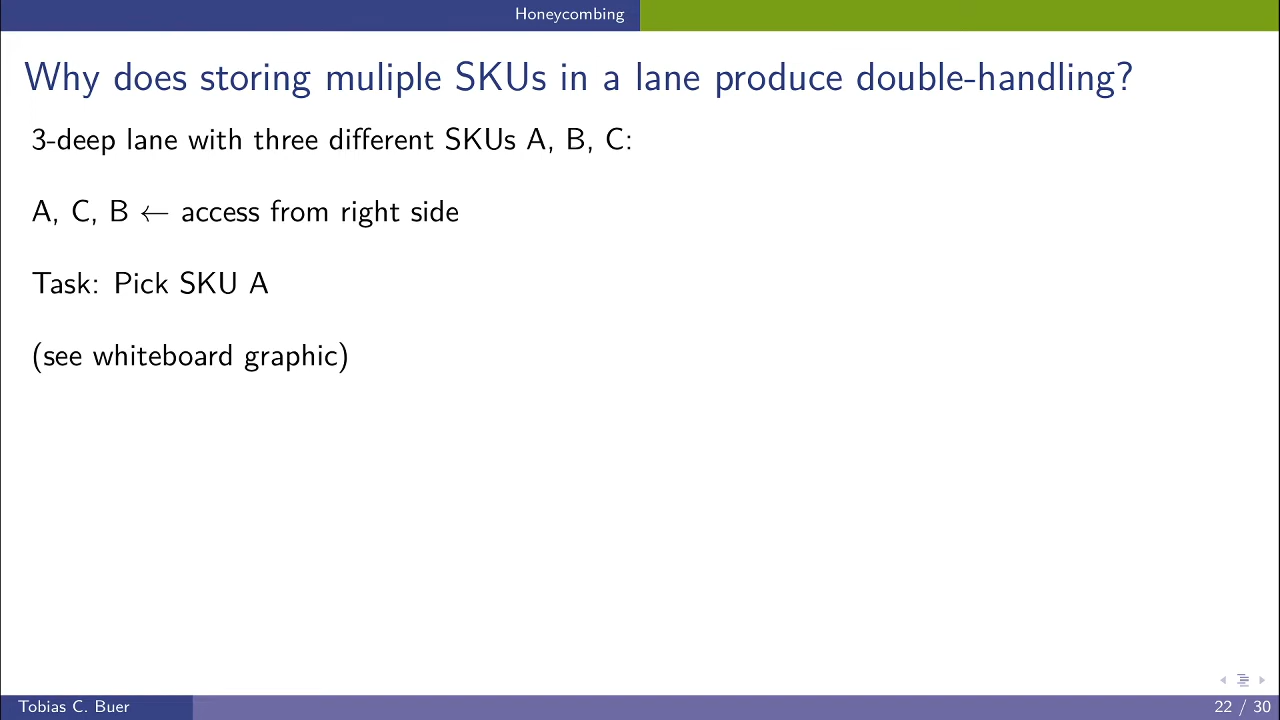 Honeycombing
Why does storing muliple SKUs in a lane produce double-handling?
3-deep lane with three different SKUs A, B, C:
A, C, B ← access from right side
Task: Pick SKU A
(see whiteboard graphic)
Tobias C. Buer
22 / 30